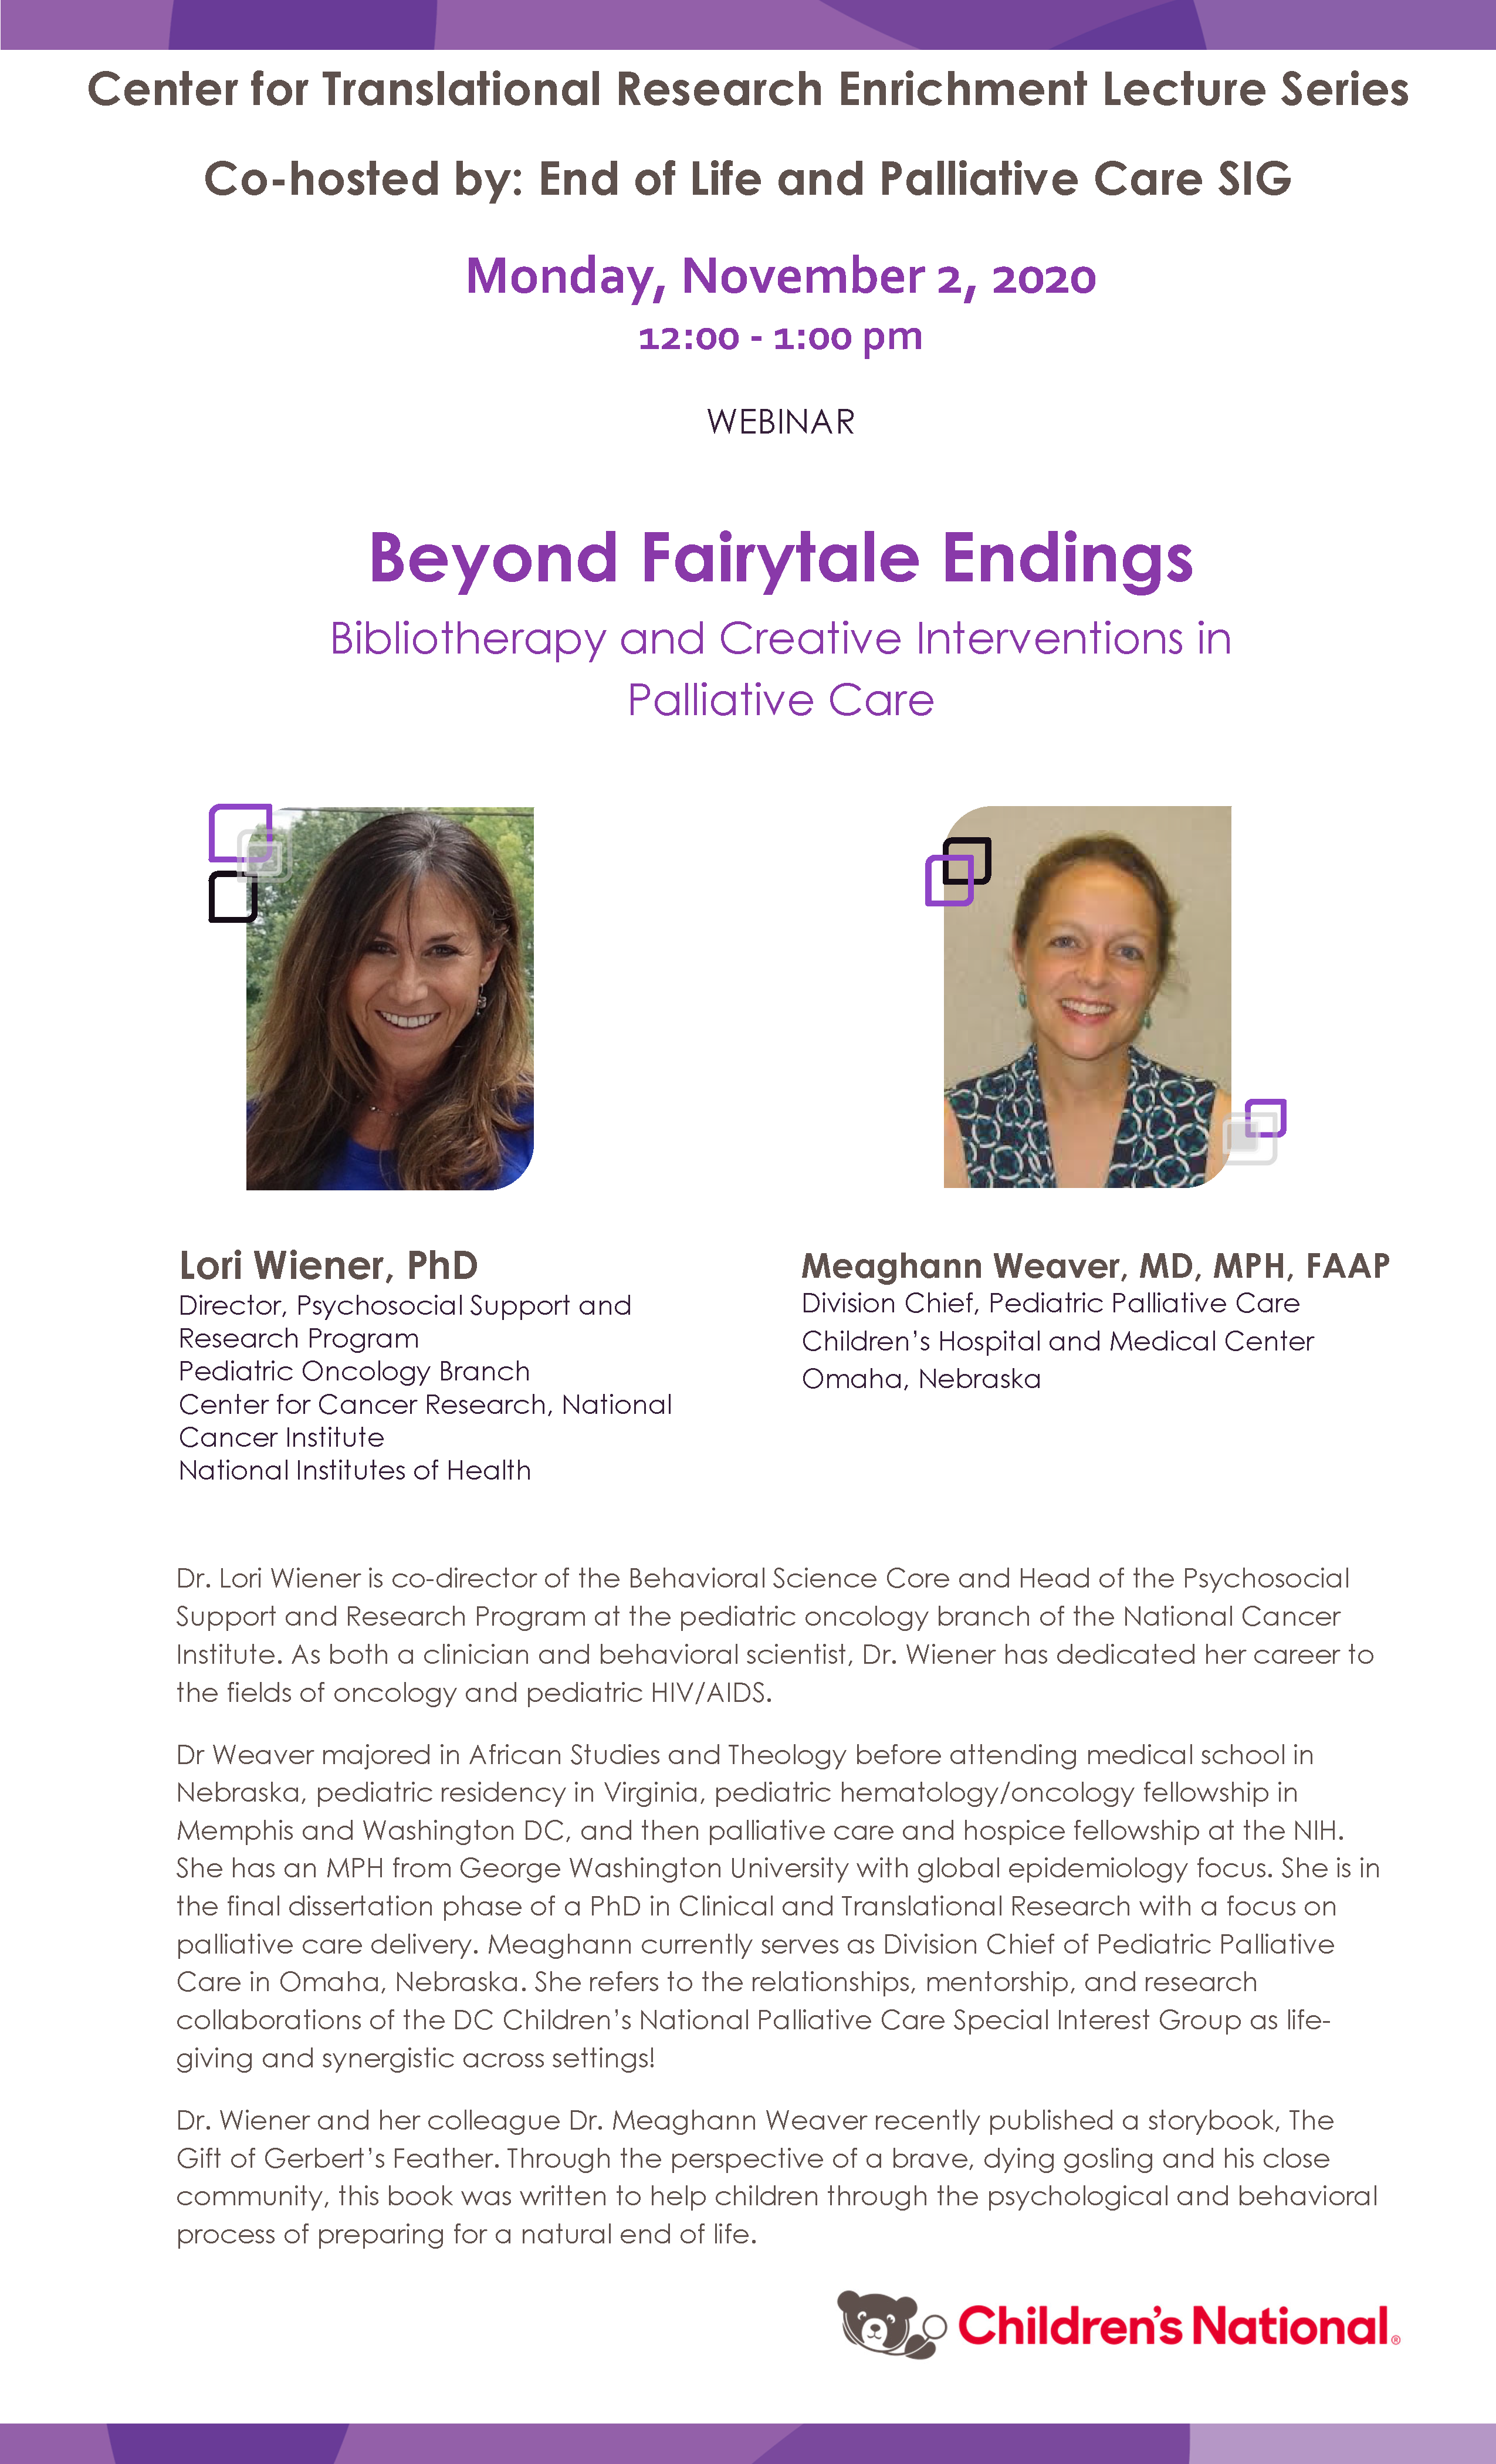 Center for Translational Research Enrichment Lecture Series
Co-hosted by: End of Life and Palliative Care SIG
Monday, November 2, 2020
12:00 - 1:00 pm
WEBINAR
Beyond Fairytale Endings
Bibliotherapy and Creative Interventions in
Palliative Care
Lori Wiener, PhD
Director, Psychosocial Support and
Research Program
Pediatric Oncology Branch
Center for Cancer Research, National
Cancer Institute
National Institutes of Health
Meaghann Weaver, MD, MPH, FAAP
Division Chief, Pediatric Palliative Care
Children’s Hospital and Medical Center
Omaha, Nebraska
Dr. Lori Wiener is co-director of the Behavioral Science Core and Head of the Psychosocial
Support and Research Program at the pediatric oncology branch of the National Cancer
Institute. As both a clinician and behavioral scientist, Dr. Wiener has dedicated her career to
the fields of oncology and pediatric HIV/AIDS.
Dr Weaver majored in African Studies and Theology before attending medical school in
Nebraska, pediatric residency in Virginia, pediatric hematology/oncology fellowship in
Memphis and Washington DC, and then palliative care and hospice fellowship at the NIH.
She has an MPH from George Washington University with global epidemiology focus. She is in
the final dissertation phase of a PhD in Clinical and Translational Research with a focus on
palliative care delivery. Meaghann currently serves as Division Chief of Pediatric Palliative
Care in Omaha, Nebraska. She refers to the relationships, mentorship, and research
collaborations of the DC Children’s National Palliative Care Special Interest Group as life-
giving and synergistic across settings!
Dr. Wiener and her colleague Dr. Meaghann Weaver recently published a storybook, The
Gift of Gerbert’s Feather. Through the perspective of a brave, dying gosling and his close
community, this book was written to help children through the psychological and behavioral
process of preparing for a natural end of life.
Children’s National®